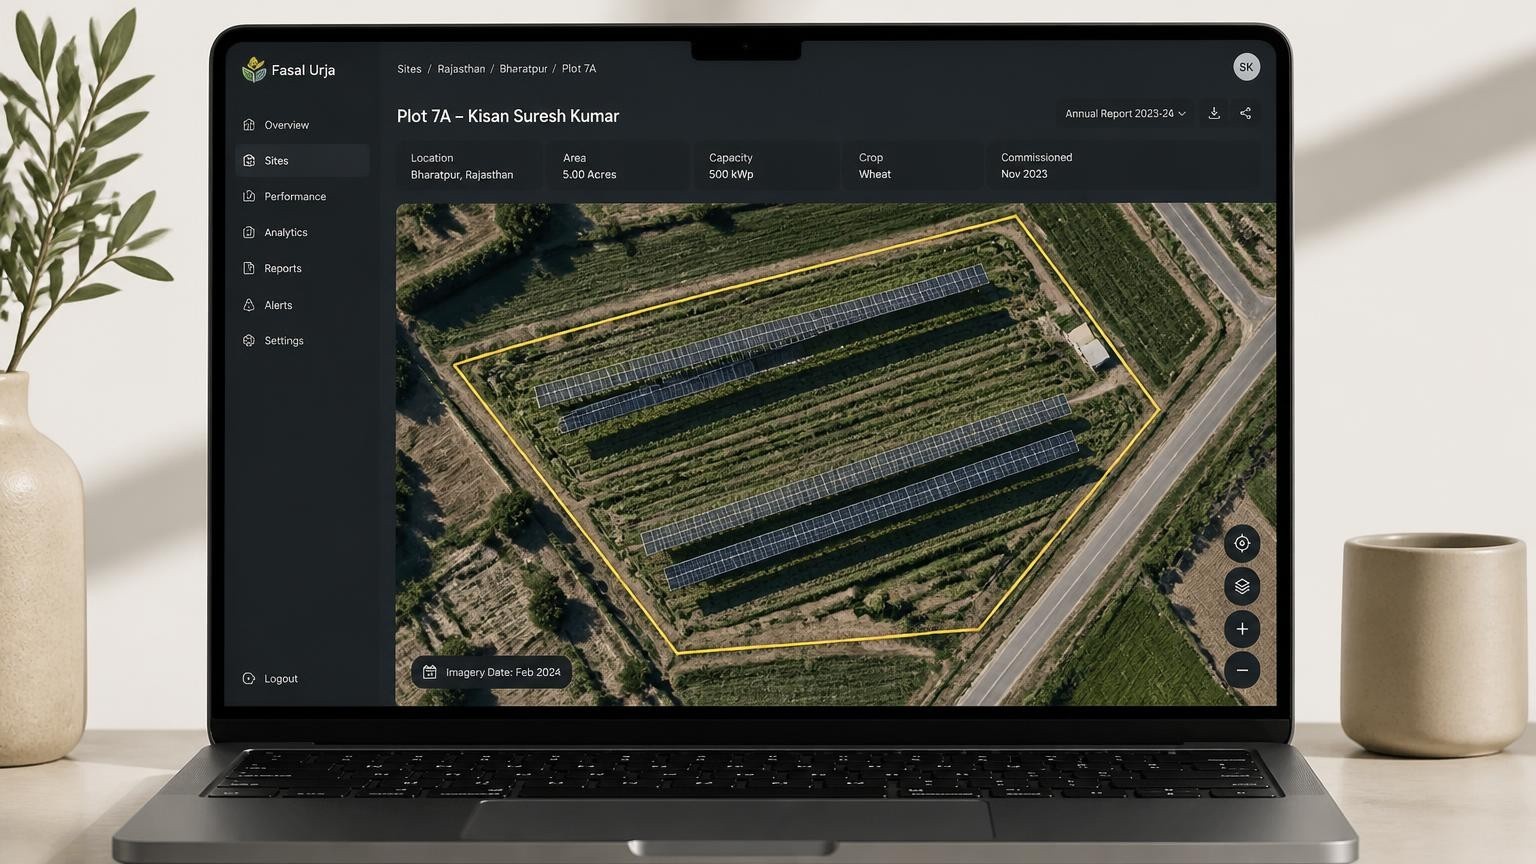 Fasal Urja
Overview
Sites
Performance
Analytics
Reports
Alerts
Settings
Logout
Sites / Rajasthan / Bharatpur / Plot 7A
SK
Plot 7A – Kisan Suresh Kumar
Annual Report 2023-24
Location
Bharatpur, Rajasthan
Area
5.00 Acres
Capacity
500 kWp
Crop
Wheat
Commissioned
Nov 2023
Imagery Date: Feb 2024